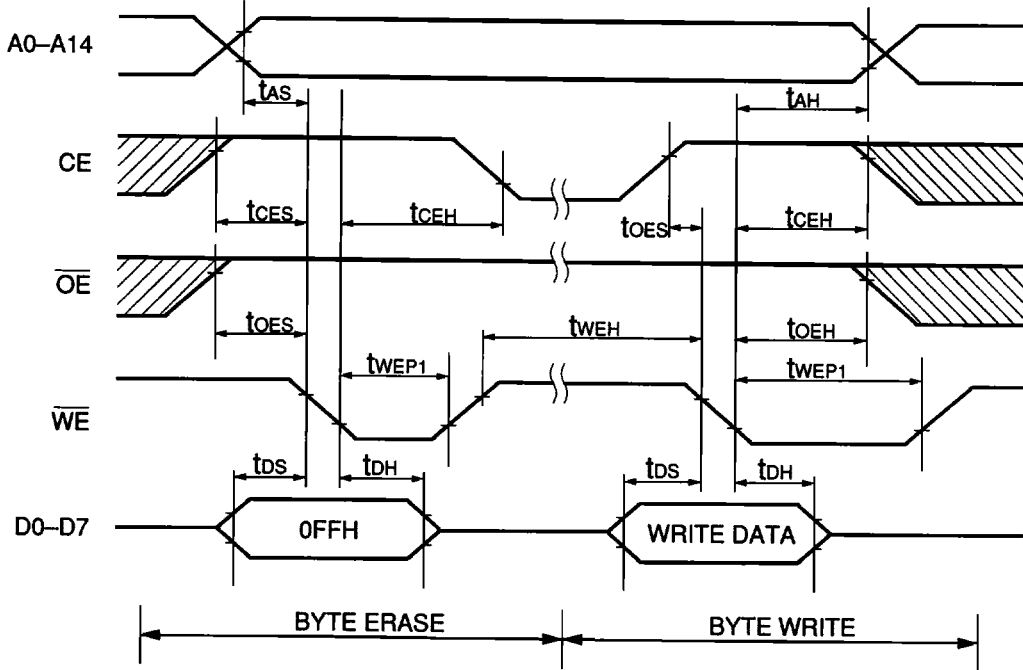 A0–A14
tAS
tAH
CE
tCES
tCEH
tOES
tCEH
OE
tOES
tWEH
tOEH
tWEP1
tWEP1
WE
tDS
tDH
tDS
tDH
D0–D7
0FFH
WRITE DATA
BYTE ERASE
BYTE WRITE